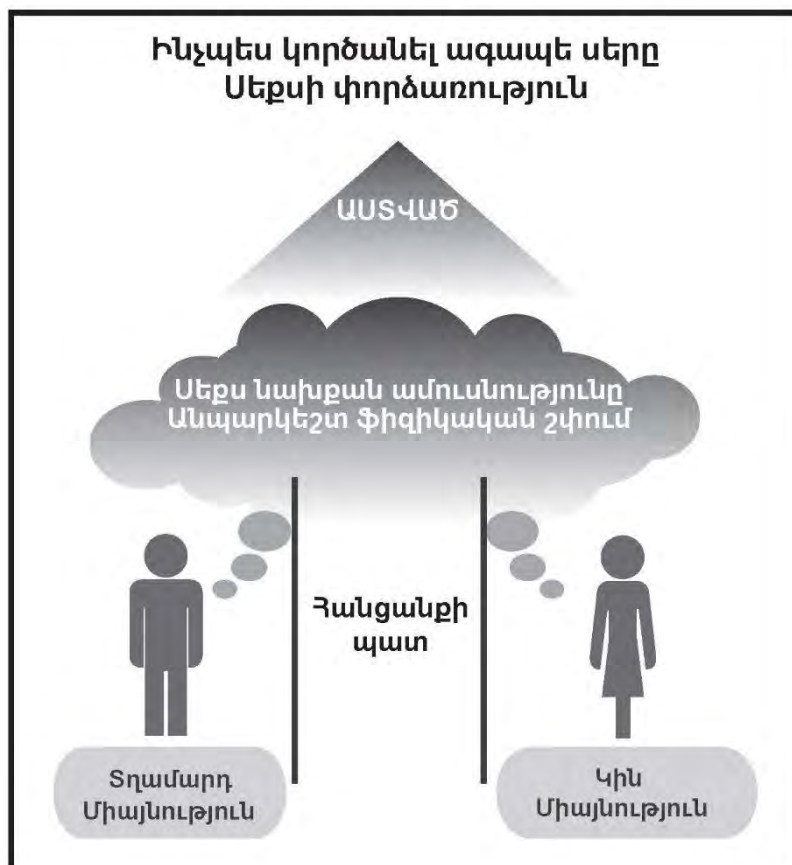 Ինչպես կործանել ագապե սերը
Սեքսի փորձառություն
ԱՍՏՎԱԾ
Սեքս նախքան ամուսնությունը
Անպարկեշտ ֆիզիկական շփում
Հանցանքի
պատ
Տղամարդ
Միայնություն
Կին
Միայնություն